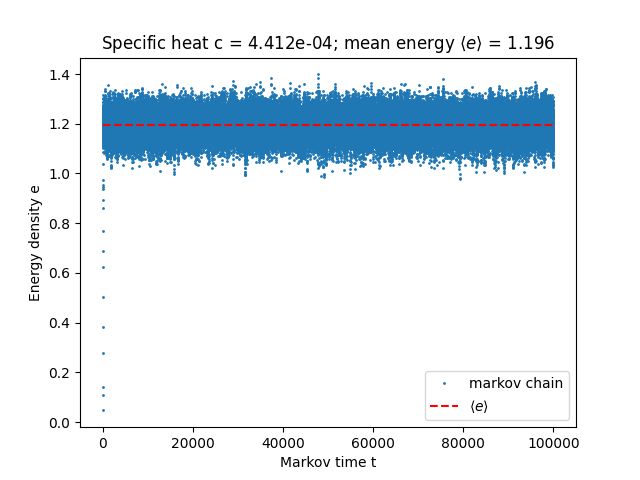 Specific heat c = 4.412e-04; mean energy ⟨e⟩ = 1.196
1.4
1.2
1.0
0.8
0.6
0.4
0.2
0.0
Energy density e
markov chain
⟨e⟩
0 20000 40000 60000 80000 100000
Markov time t